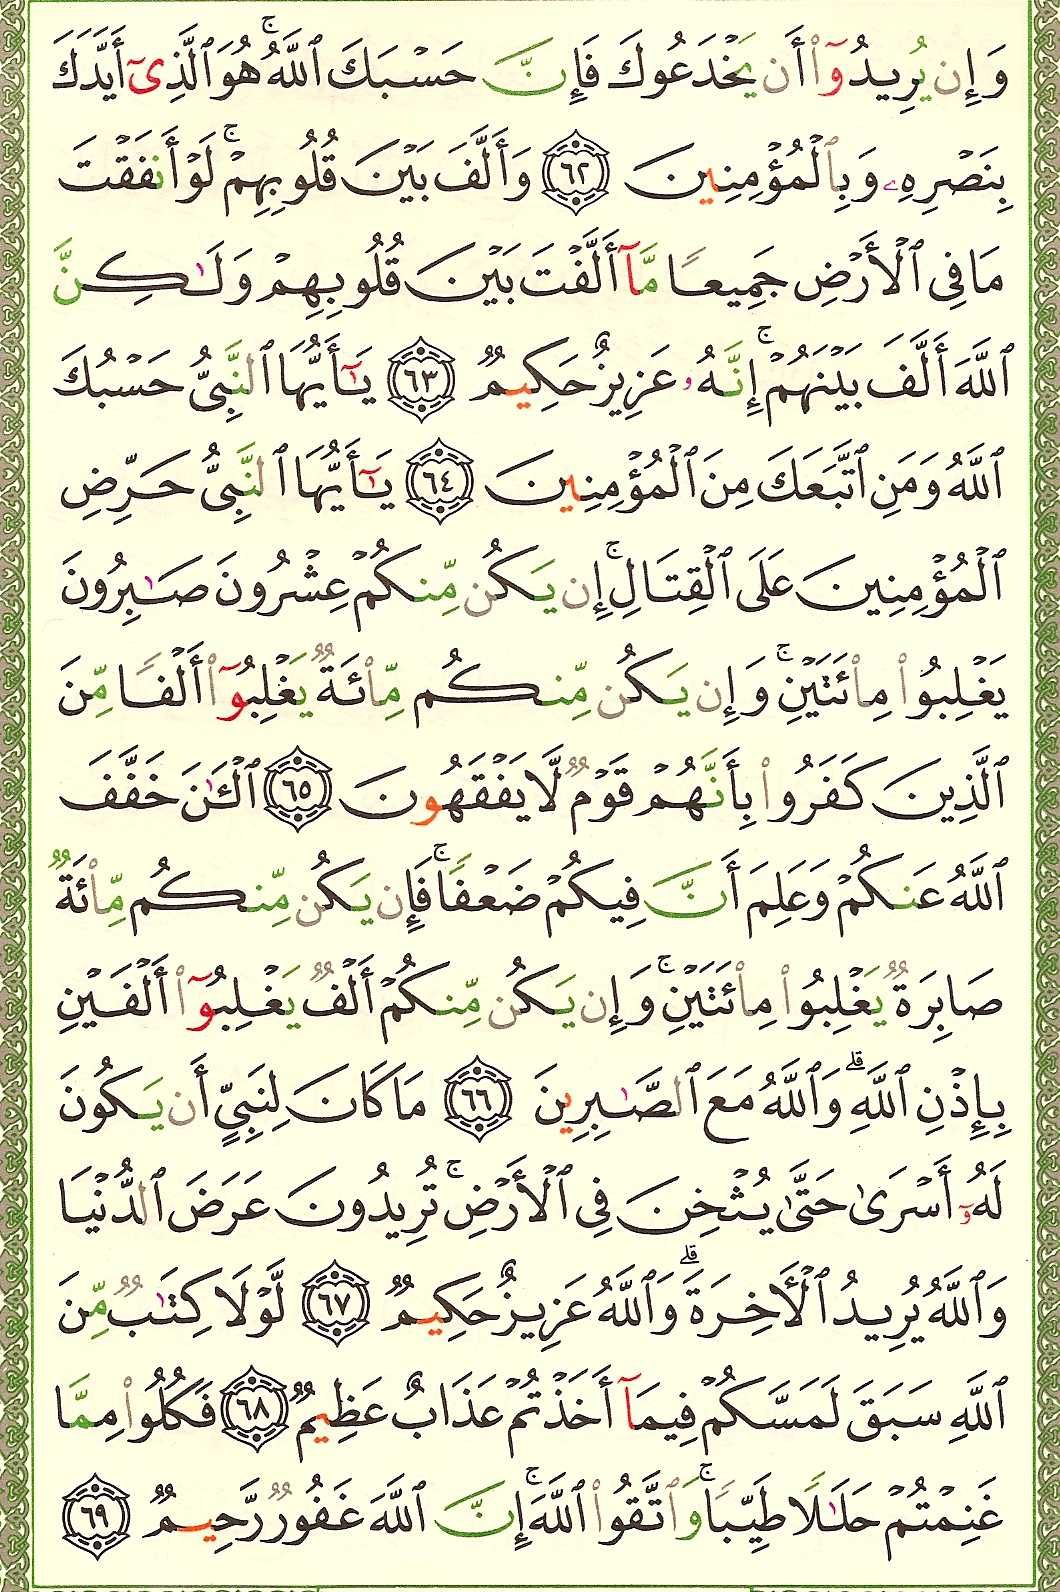 وَإِن يُرِيدُوٓا۟ أَن يَخْدَعُوكَ فَإِنَّ حَسْبَكَ ٱللَّهُ ۚ هُوَ ٱلَّذِىٓ أَيَّدَكَ
بِنَصْرِهِۦ وَبِٱلْمُؤْمِنِينَ ٦٢ وَأَلَّفَ بَيْنَ قُلُوبِهِمْ ۚ لَوْ أَنفَقْتَ
مَا فِى ٱلْأَرْضِ جَمِيعًا مَّآ أَلَّفْتَ بَيْنَ قُلُوبِهِمْ وَلَـٰكِنَّ
ٱللَّهَ أَلَّفَ بَيْنَهُمْ ۚ إِنَّهُۥ عَزِيزٌ حَكِيمٌ ٦٣ يَـٰٓأَيُّهَا ٱلنَّبِىُّ حَسْبُكَ
ٱللَّهُ وَمَنِ ٱتَّبَعَكَ مِنَ ٱلْمُؤْمِنِينَ ٦٤ يَـٰٓأَيُّهَا ٱلنَّبِىُّ حَرِّضِ
ٱلْمُؤْمِنِينَ عَلَى ٱلْقِتَالِ ۚ إِن يَكُن مِّنكُمْ عِشْرُونَ صَـٰبِرُونَ
يَغْلِبُوا۟ مِا۟ئَتَيْنِ ۚ وَإِن يَكُن مِّنكُم مِّا۟ئَةٌ يَغْلِبُوٓا۟ أَلْفًا مِّنَ
ٱلَّذِينَ كَفَرُوا۟ بِأَنَّهُمْ قَوْمٌ لَّا يَفْقَهُونَ ٦٥ ٱلْـَٔـٰنَ خَفَّفَ
ٱللَّهُ عَنكُمْ وَعَلِمَ أَنَّ فِيكُمْ ضَعْفًا ۚ فَإِن يَكُن مِّنكُم مِّا۟ئَةٌ
صَابِرَةٌ يَغْلِبُوا۟ مِا۟ئَتَيْنِ ۚ وَإِن يَكُن مِّنكُمْ أَلْفٌ يَغْلِبُوٓا۟ أَلْفَيْنِ
بِإِذْنِ ٱللَّهِ ۗ وَٱللَّهُ مَعَ ٱلصَّـٰبِرِينَ ٦٦ مَا كَانَ لِنَبِىٍّ أَن يَكُونَ
لَهُۥٓ أَسْرَىٰ حَتَّىٰ يُثْخِنَ فِى ٱلْأَرْضِ ۚ تُرِيدُونَ عَرَضَ ٱلدُّنْيَا
وَٱللَّهُ يُرِيدُ ٱلْـَٔاخِرَةَ ۗ وَٱللَّهُ عَزِيزٌ حَكِيمٌ ٦٧ لَّوْلَا كِتَـٰبٌ مِّنَ
ٱللَّهِ سَبَقَ لَمَسَّكُمْ فِيمَآ أَخَذْتُمْ عَذَابٌ عَظِيمٌ ٦٨ فَكُلُوا۟ مِمَّا
غَنِمْتُمْ حَلَـٰلًا طَيِّبًا ۚ وَٱتَّقُوا۟ ٱللَّهَ ۚ إِنَّ ٱللَّهَ غَفُورٌ رَّحِيمٌ ٦٩